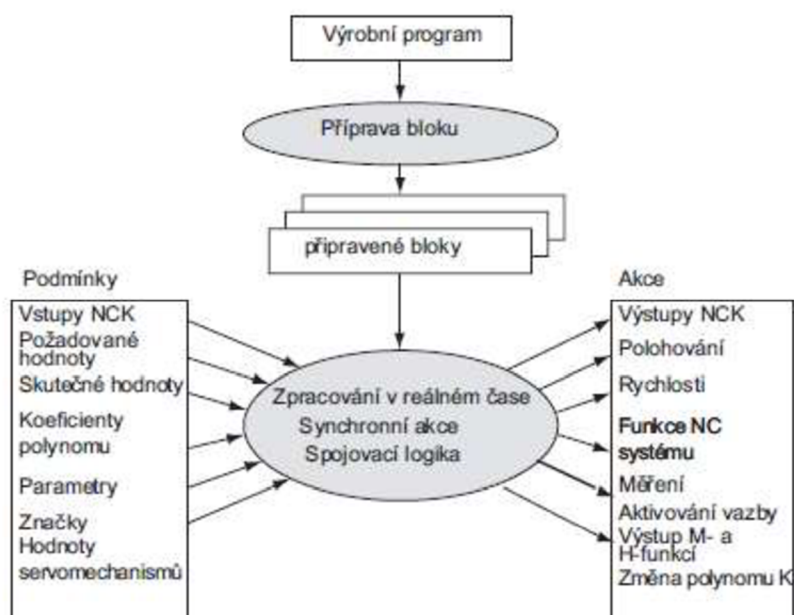 Výrobní program
Příprava bloku
připravené bloky
Podmínky
Vstupy NCK
Požadované
hodnoty
Skutečné hodnoty
Koeficienty
polynomu
Parametry
Značky
Hodnoty
servomechanismů
Zpracování v reálném čase
Synchronní akce
Spojovací logika
Akce
Výstupy NCK
Polohování
Rychlosti
Funkce NC
systému
Měření
Aktivování vazby
Výstup M- a
H-funkcí
Změna polynomu K